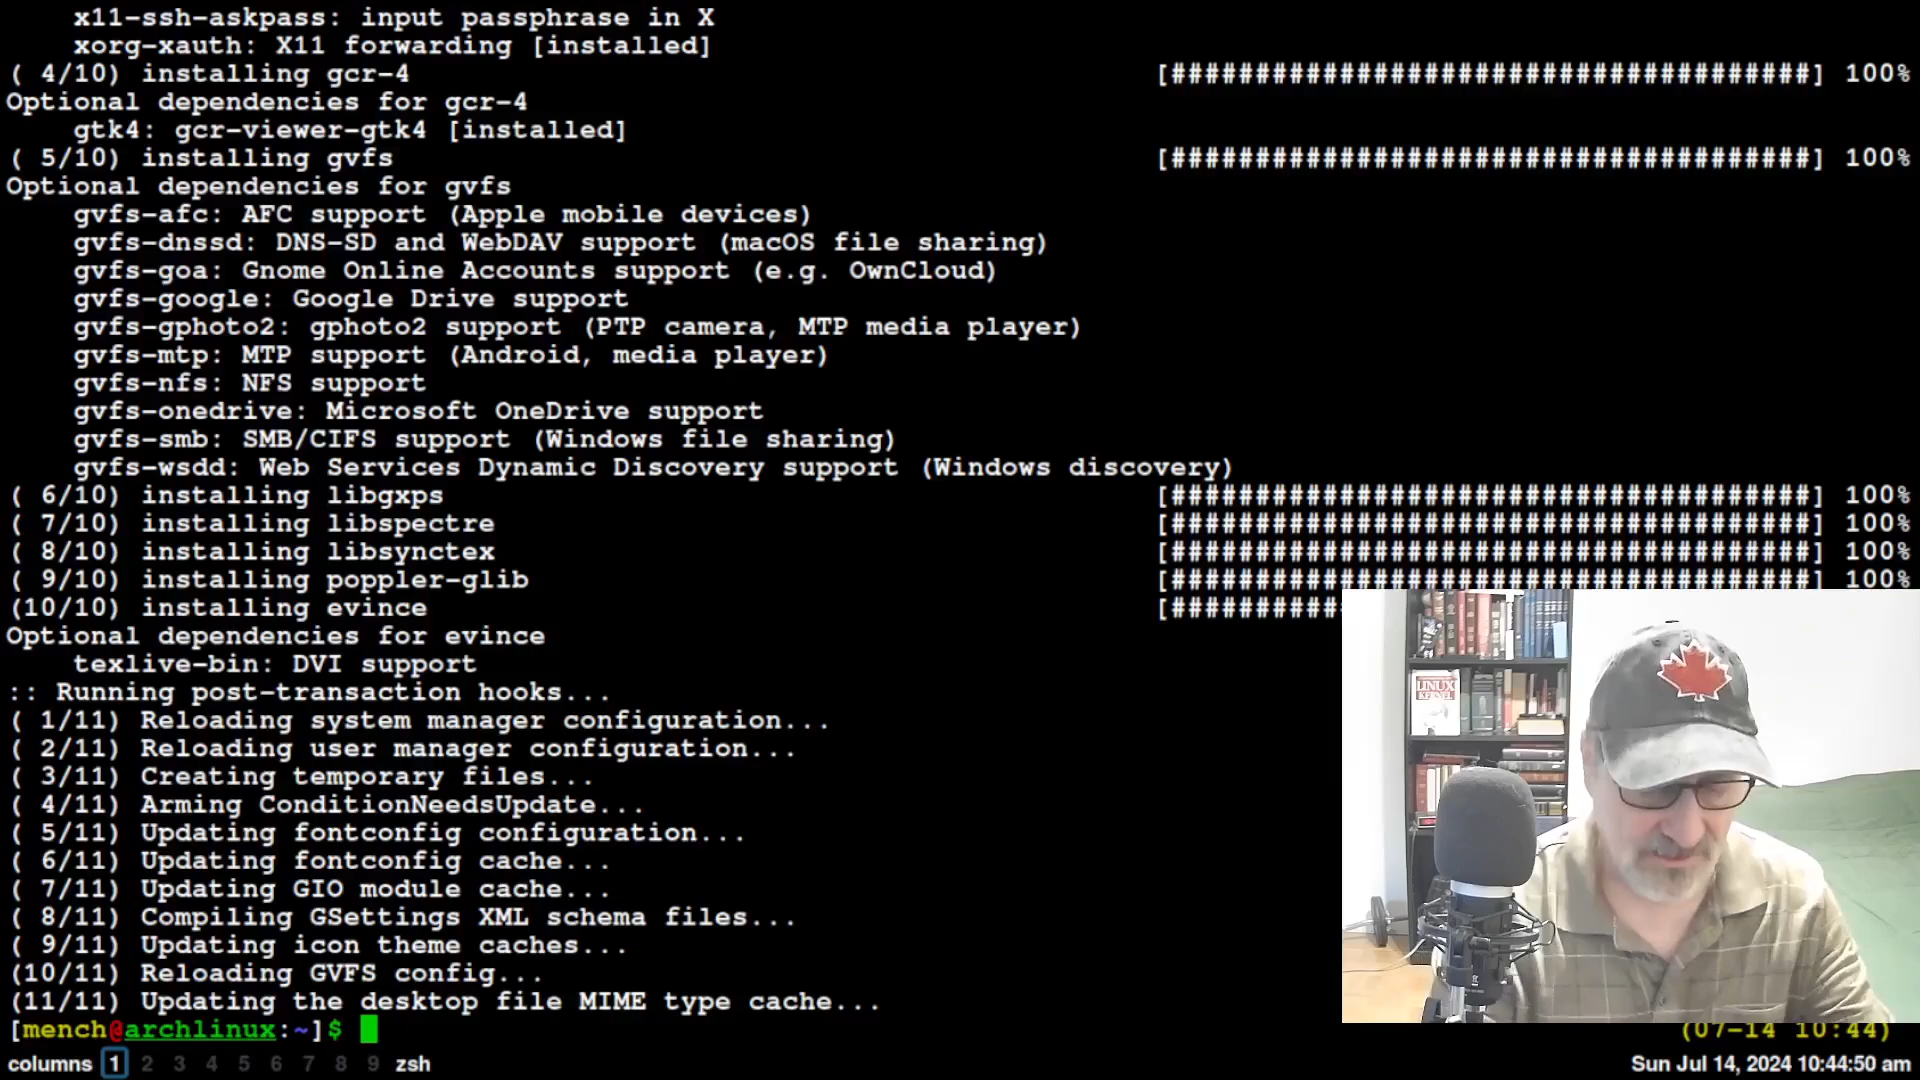 x11-ssh-askpass: input passphrase in X
xorg-xauth: X11 forwarding [installed]
( 4/10) installing gcr-4 [######################################] 100%
Optional dependencies for gcr-4
gtk4: gcr-viewer-gtk4 [installed]
( 5/10) installing gvfs [######################################] 100%
Optional dependencies for gvfs
gvfs-afc: AFC support (Apple mobile devices)
gvfs-dnssd: DNS-SD and WebDAV support (macOS file sharing)
gvfs-goa: Gnome Online Accounts support (e.g. OwnCloud)
gvfs-google: Google Drive support
gvfs-gphoto2: gphoto2 support (PTP camera, MTP media player)
gvfs-mtp: MTP support (Android, media player)
gvfs-nfs: NFS support
gvfs-onedrive: Microsoft OneDrive support
gvfs-smb: SMB/CIFS support (Windows file sharing)
gvfs-wsdd: Web Services Dynamic Discovery support (Windows discovery)
( 6/10) installing libgxps [######################################] 100%
( 7/10) installing libspectre [######################################] 100%
( 8/10) installing libsynctex [######################################] 100%
( 9/10) installing poppler-glib [######################################] 100%
(10/10) installing evince [##########
Optional dependencies for evince
texlive-bin: DVI support
:: Running post-transaction hooks...
( 1/11) Reloading system manager configuration...
( 2/11) Reloading user manager configuration...
( 3/11) Creating temporary files...
( 4/11) Arming ConditionNeedsUpdate...
( 5/11) Updating fontconfig configuration...
( 6/11) Updating fontconfig cache...
( 7/11) Updating GIO module cache...
( 8/11) Compiling GSettings XML schema files...
( 9/11) Updating icon theme caches...
(10/11) Reloading GVFS config...
(11/11) Updating the desktop file MIME type cache...
LINUX
KERNEL
[mench@archlinux:~]$ (07-14 10:44)
columns 1 2 3 4 5 6 7 8 9 zsh Sun Jul 14, 2024 10:44:50 am